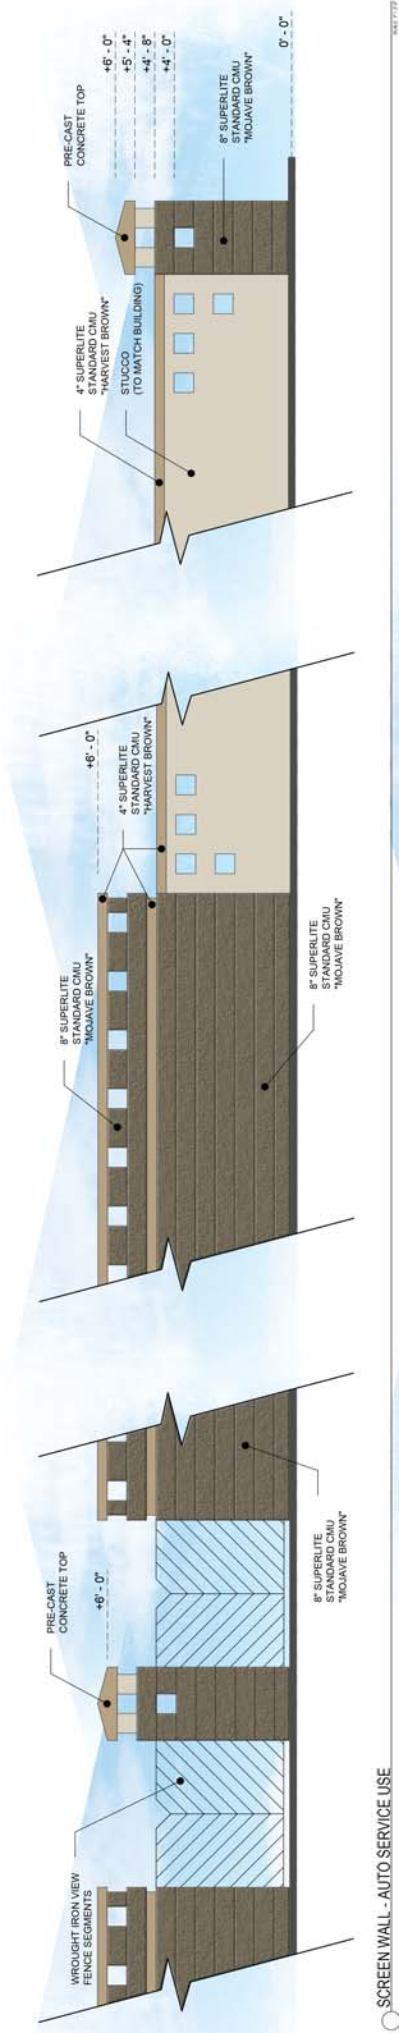 WROUGHT IRON VIEW
FENCE SEGMENTS
PRE-CAST
CONCRETE TOP
+6' - 0"
8" SUPERLITE
STANDARD CMU
"MOJAVE BROWN"
8" SUPERLITE
STANDARD CMU
"MOJAVE BROWN"
+6' - 0"
4" SUPERLITE
STANDARD CMU
"HARVEST BROWN"
8" SUPERLITE
STANDARD CMU
"MOJAVE BROWN"
4" SUPERLITE
STANDARD CMU
"HARVEST BROWN"
STUCCO
(TO MATCH BUILDING)
PRE-CAST
CONCRETE TOP
+6' - 0"
+5' - 4"
+4' - 8"
+4' - 0"
8" SUPERLITE
STANDARD CMU
"MOJAVE BROWN"
0' - 0"
SCREEN WALL - AUTO SERVICE USE